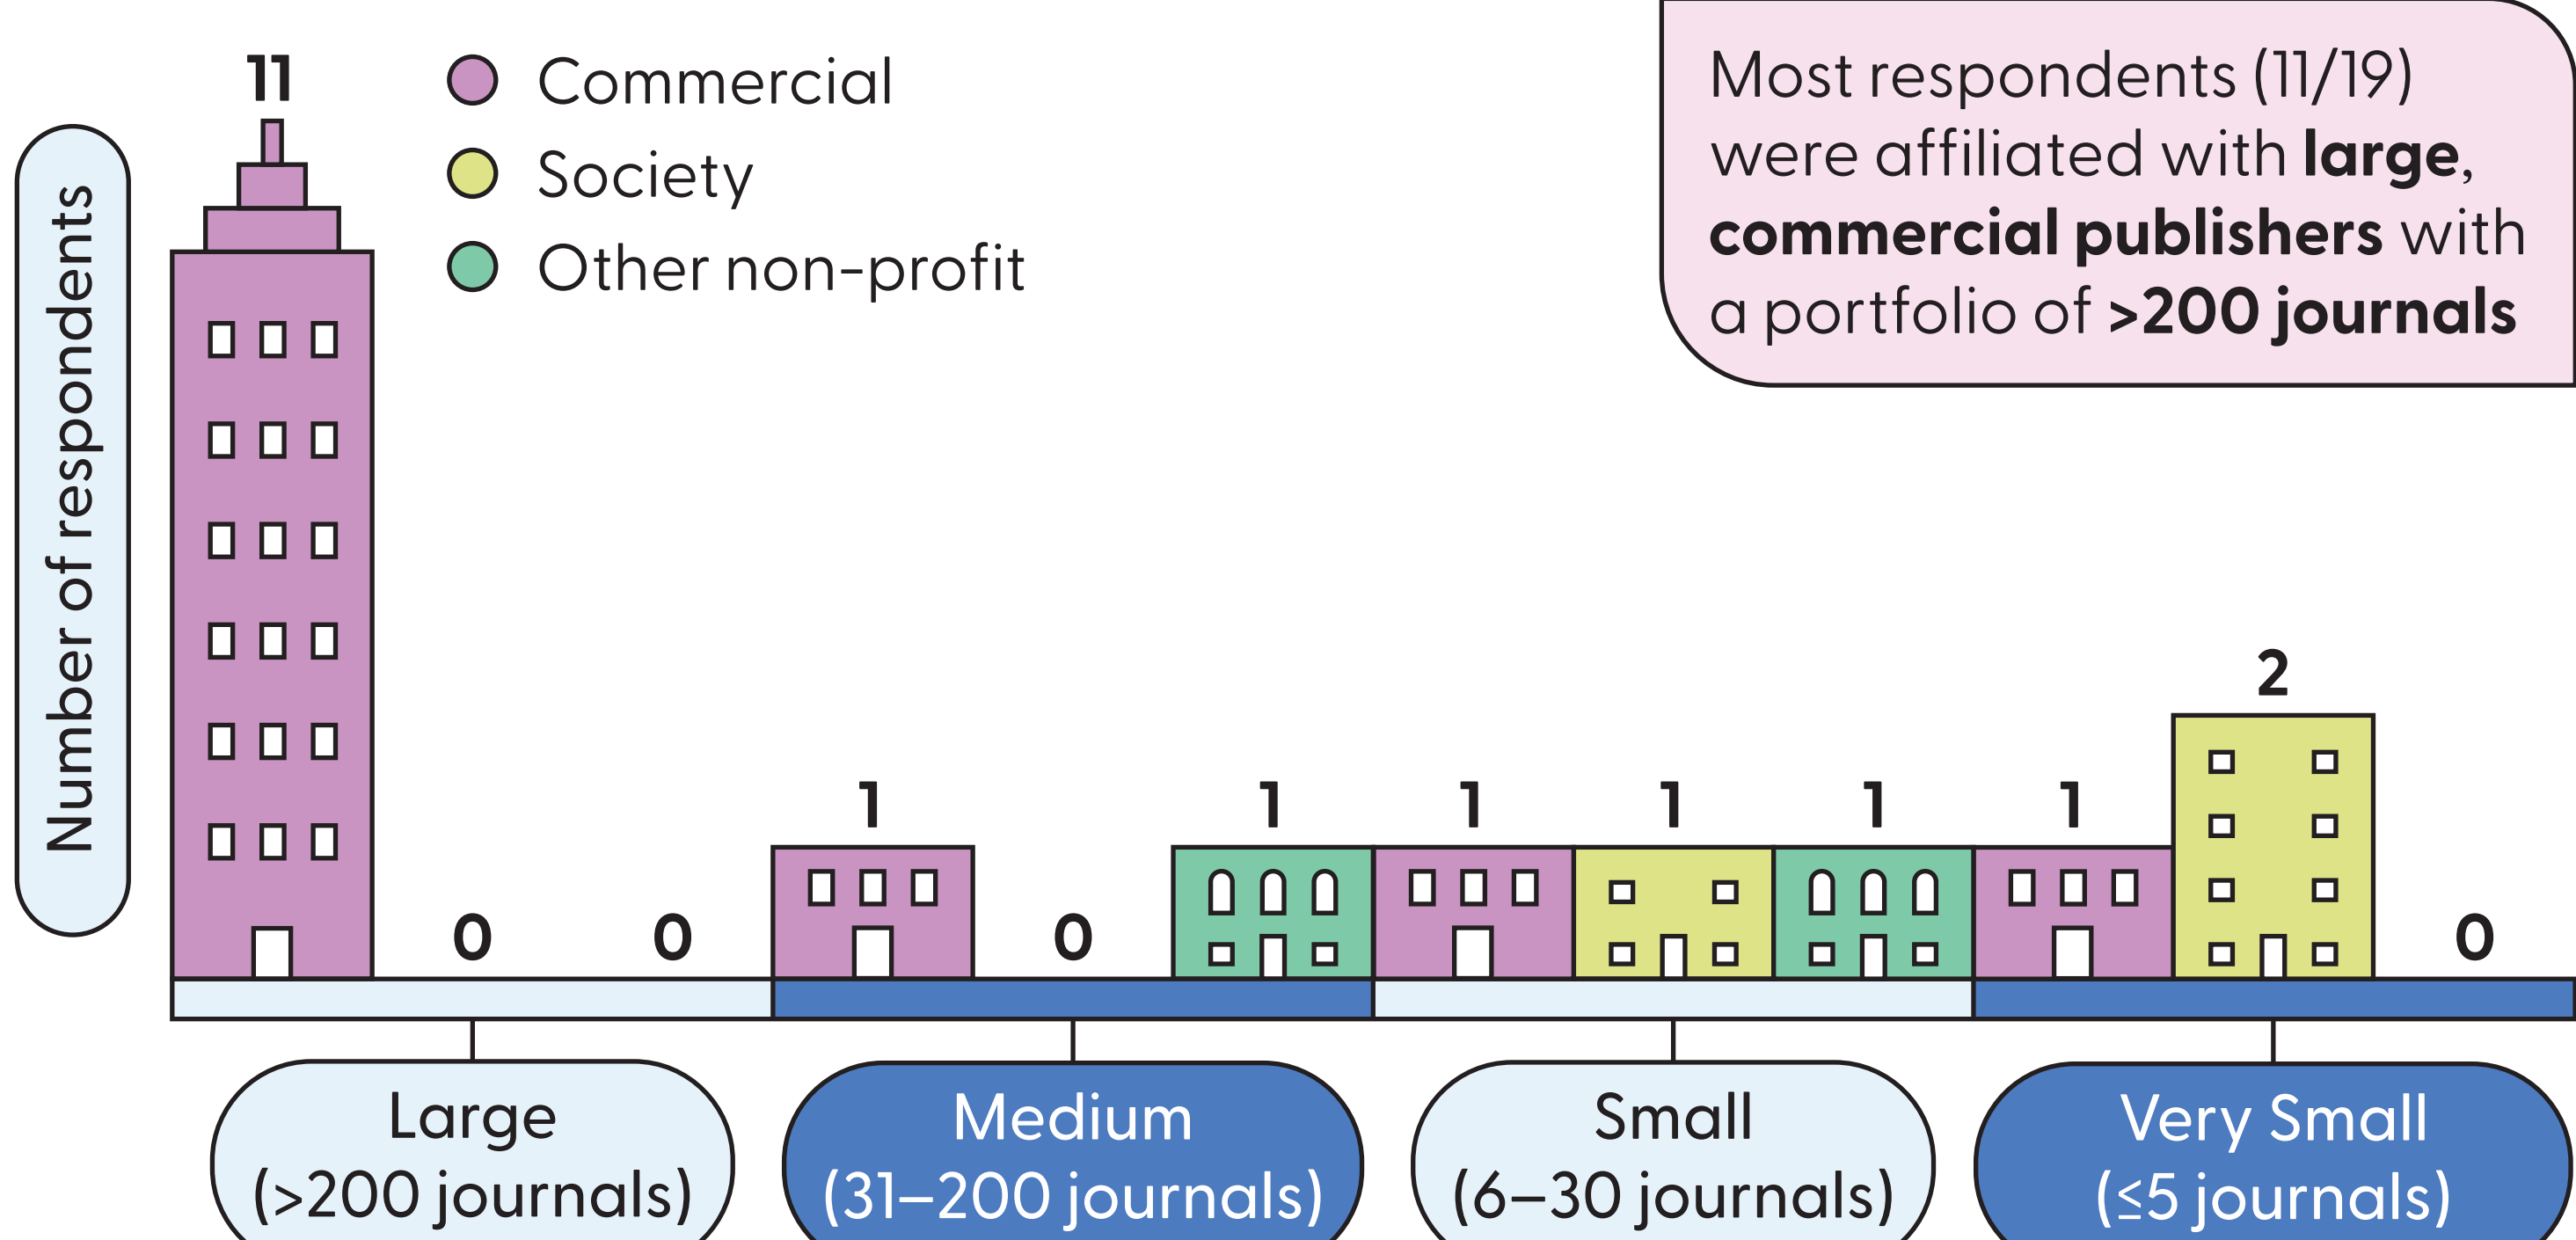 11
Commercial
Society
Other non-profit
Most respondents (11/19)
were affiliated with large,
commercial publishers with
a portfolio of >200 journals
Number of respondents
0
0
1
0
1
1
1
1
1
2
0
Large
(>200 journals)
Medium
(31–200 journals)
Small
(6–30 journals)
Very Small
(≤5 journals)